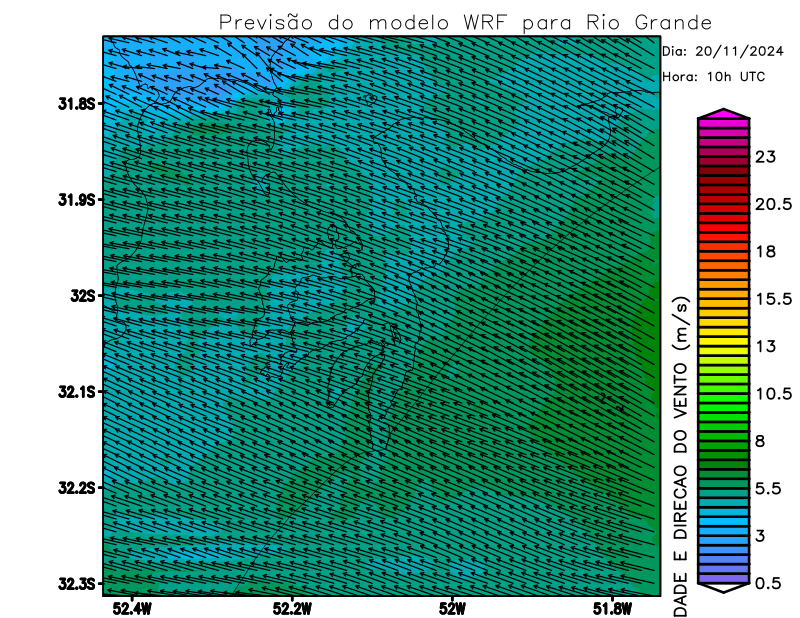 Previsão do modelo WRF para Rio Grande
Dia: 20/11/2024
Hora: 10h UTC
31.8S
31.9S
32S
32.1S
32.2S
32.3S
52.4W
52.2W
52W
51.8W
DADE E DIRECAO DO VENTO (m/s)
23
20.5
18
15.5
13
10.5
8
5.5
3
0.5